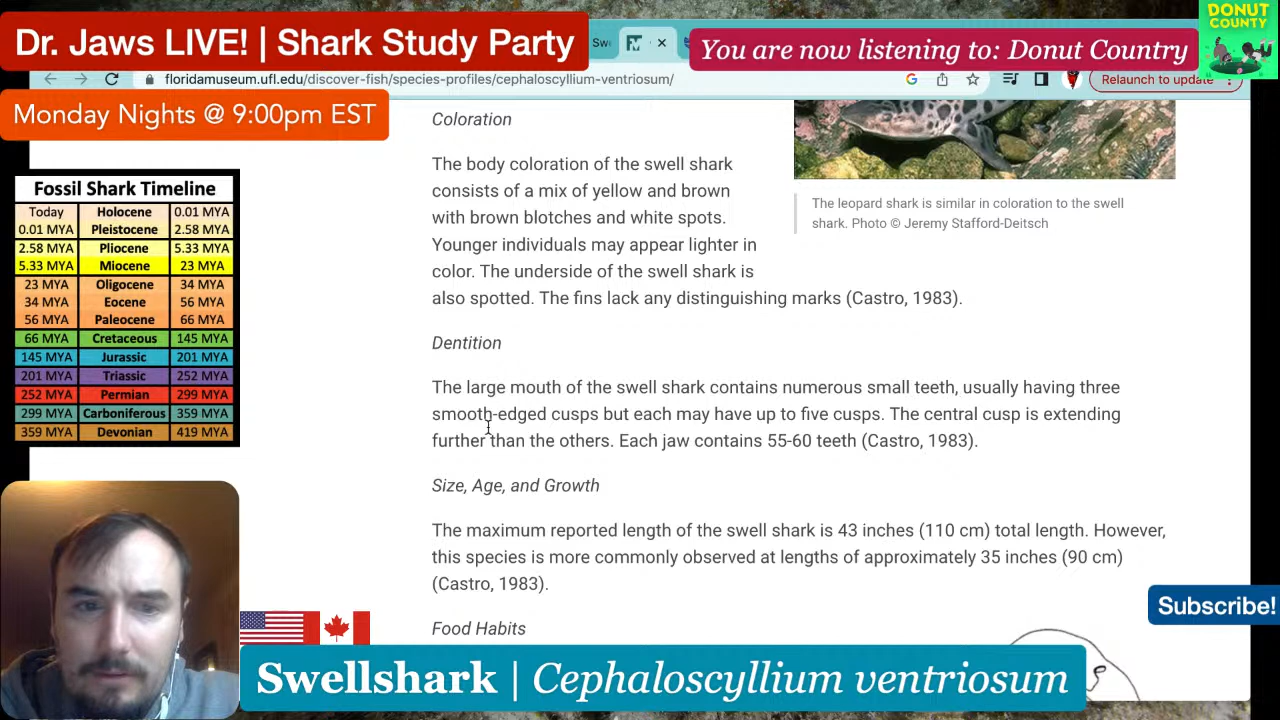 Dr. Jaws LIVE! | Shark Study Party
Swe
You are now listening to: Donut Country
DONUT
COUNTY
floridamuseum.ufl.edu/discover-fish/species-profiles/cephaloscyllium-ventriosum/
Relaunch to update
Monday Nights @ 9:00pm EST
Coloration
The body coloration of the swell shark
consists of a mix of yellow and brown
with brown blotches and white spots.
Younger individuals may appear lighter in
color. The underside of the swell shark is
also spotted. The fins lack any distinguishing marks (Castro, 1983).
The leopard shark is similar in coloration to the swell
shark. Photo © Jeremy Stafford-Deitsch
Fossil Shark Timeline
Today Holocene 0.01 MYA
0.01 MYA Pleistocene 2.58 MYA
2.58 MYA Pliocene 5.33 MYA
5.33 MYA Miocene 23 MYA
23 MYA Oligocene 34 MYA
34 MYA Eocene 56 MYA
56 MYA Paleocene 66 MYA
66 MYA Cretaceous 145 MYA
145 MYA Jurassic 201 MYA
201 MYA Triassic 252 MYA
252 MYA Permian 299 MYA
299 MYA Carboniferous 359 MYA
359 MYA Devonian 419 MYA
Dentition
The large mouth of the swell shark contains numerous small teeth, usually having three
smooth-edged cusps but each may have up to five cusps. The central cusp is extending
further than the others. Each jaw contains 55-60 teeth (Castro, 1983).
Size, Age, and Growth
The maximum reported length of the swell shark is 43 inches (110 cm) total length. However,
this species is more commonly observed at lengths of approximately 35 inches (90 cm)
(Castro, 1983).
Food Habits
Subscribe!
Swellshark | Cephaloscyllium ventriosum